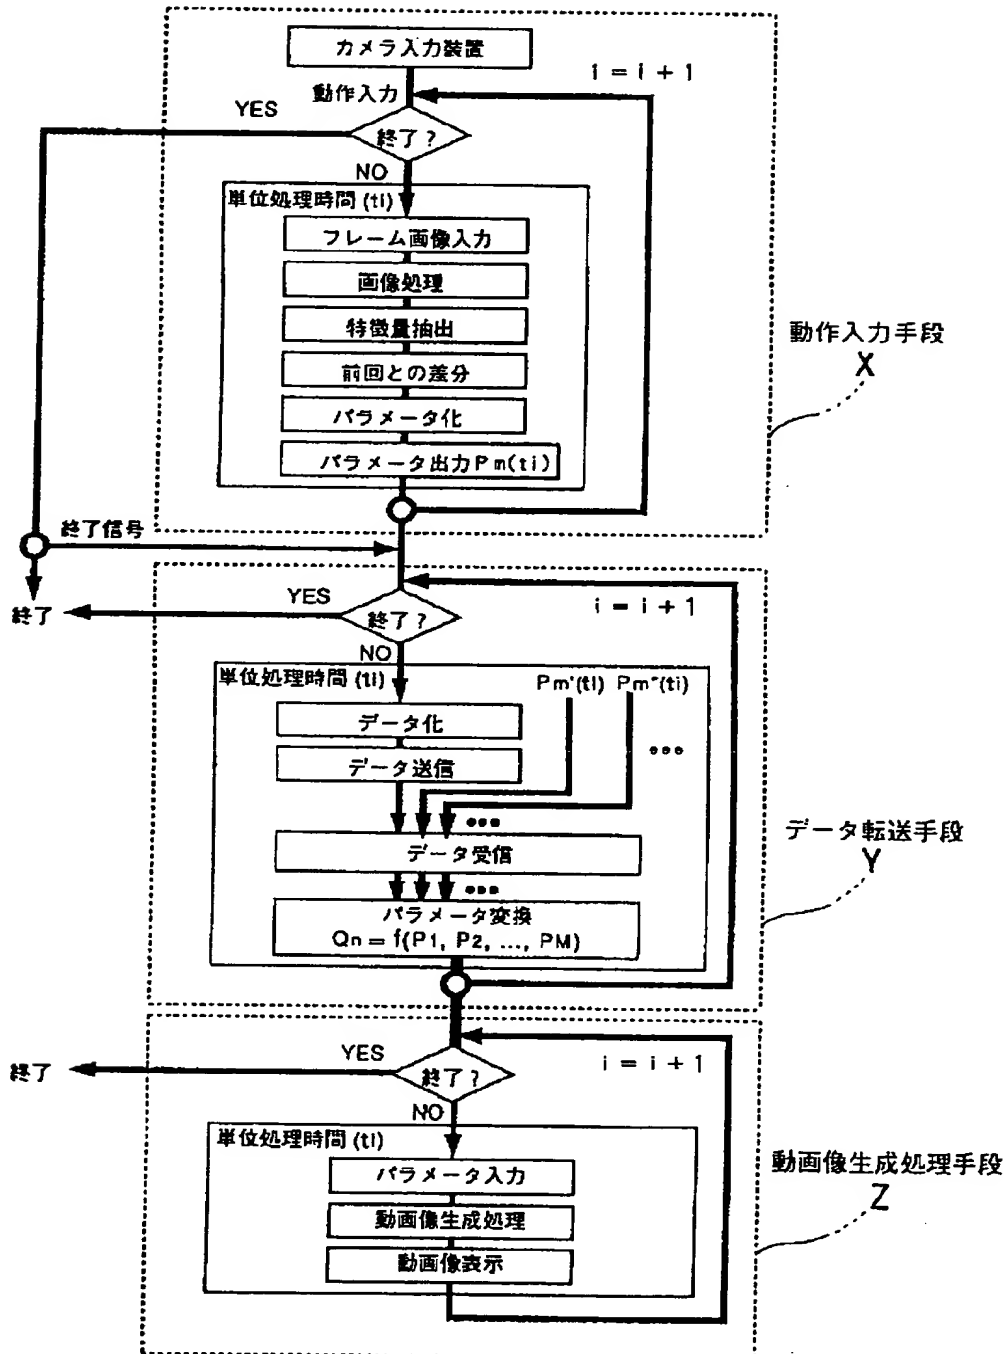 カメラ入力装置
i = i + 1
動作入力
YES
終了?
NO
単位処理時間 (ti)
フレーム画像入力
画像処理
特徴量抽出
前回との差分
パラメータ化
パラメータ出力 Pm(ti)
動作入力手段
X
終了信号
終了
YES
終了?
i = i + 1
NO
単位処理時間 (ti)
Pm'(ti) Pm"(ti)
データ化
•••
データ送信
•••
データ受信
•••
パラメータ変換
Qn = f(P1, P2, ..., PM)
データ転送手段
Y
終了
YES
終了?
i = i + 1
NO
単位処理時間 (ti)
パラメータ入力
動画像生成処理
動画像表示
動画像生成処理手段
Z